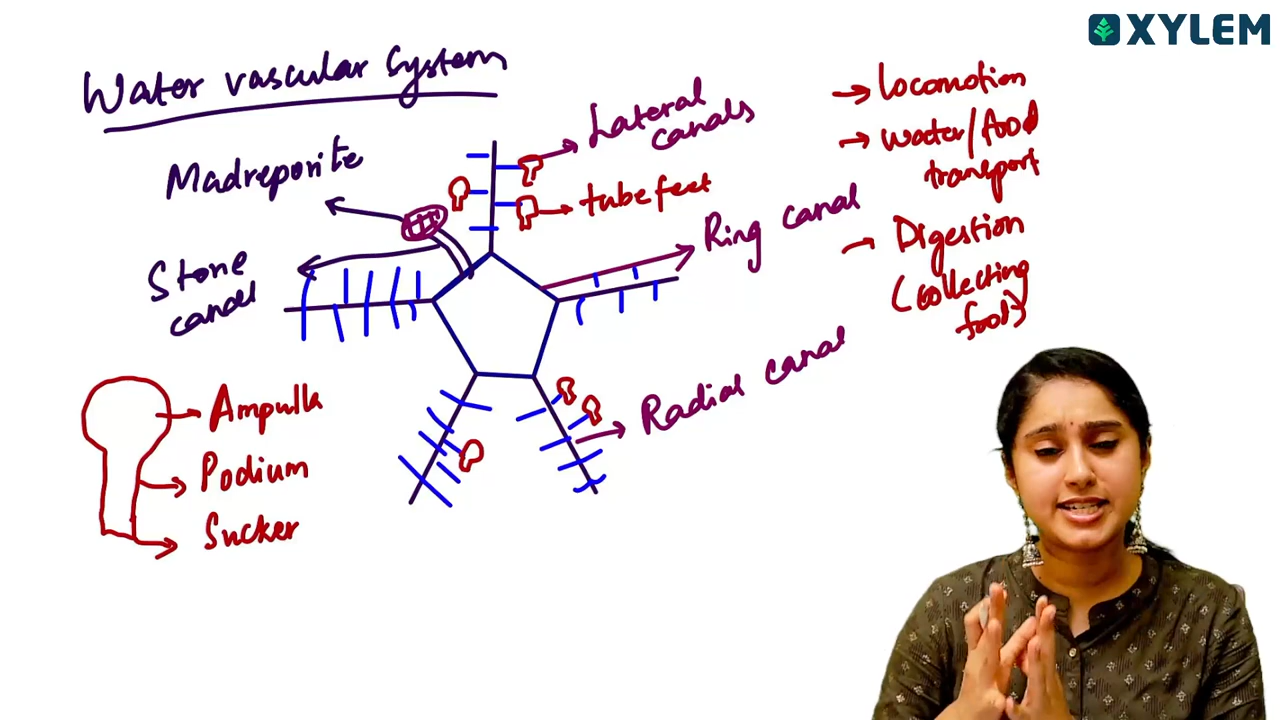 XYLEM
Water vascular System
Madreporite
Stone
canal
Lateral
canals
tube feet
Ring canal
Radial canal
→ Locomotion
→ water/food
transport
→ Digestion
(collecting
food)
Ampulla
Podium
Sucker